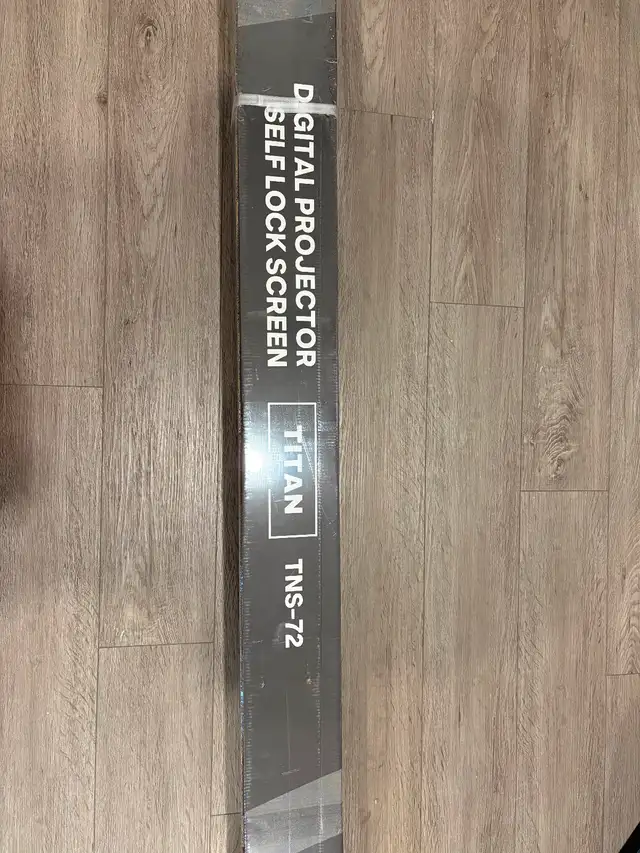 DIGITAL PROJECTOR
SELF LOCK SCREEN
TITAN
TNS-72